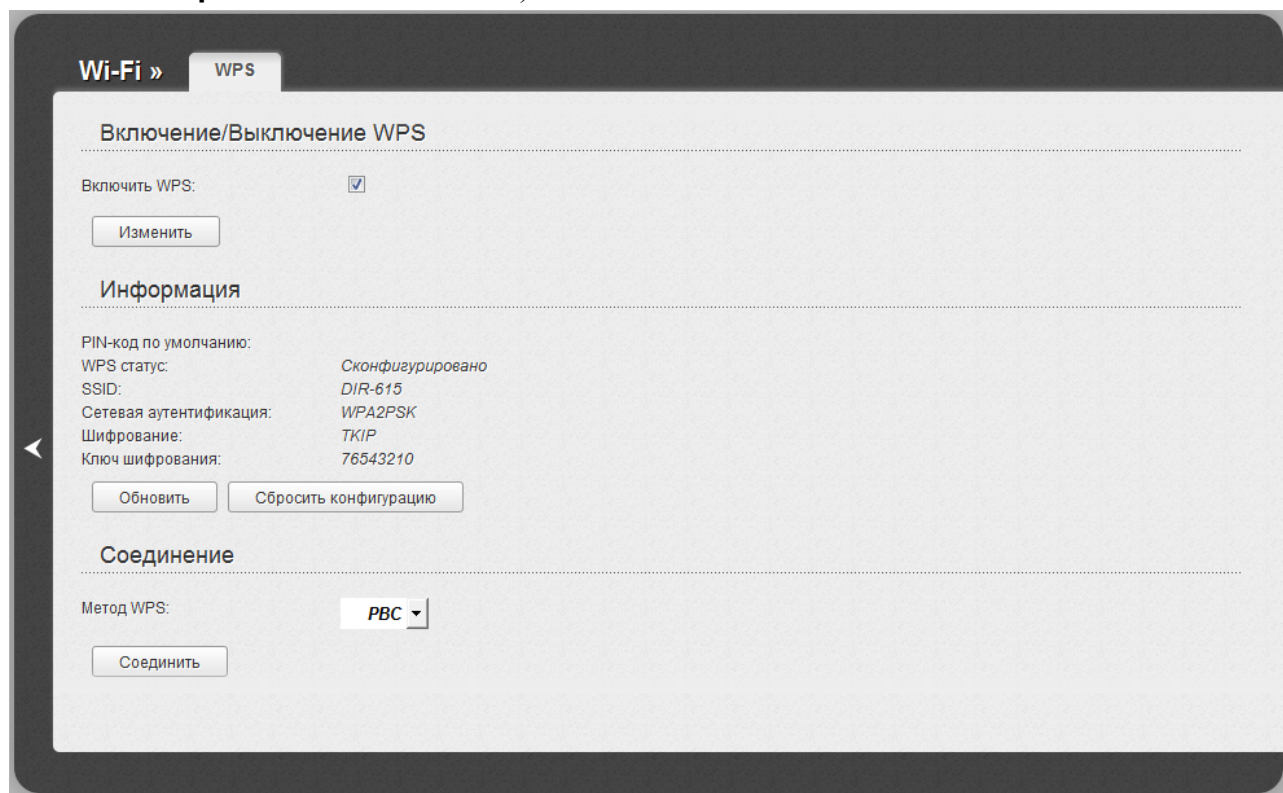 Wi-Fi » WPS
Включение/Выключение WPS
Включить WPS:
Изменить
Информация
PIN-код по умолчанию:
WPS статус: Сконфигурировано
SSID: DIR-615
Сетевая аутентификация: WPA2PSK
Шифрование: TKIP
Ключ шифрования: 76543210
Обновить Сбросить конфигурацию
Соединение
Метод WPS: PBC
Соединить